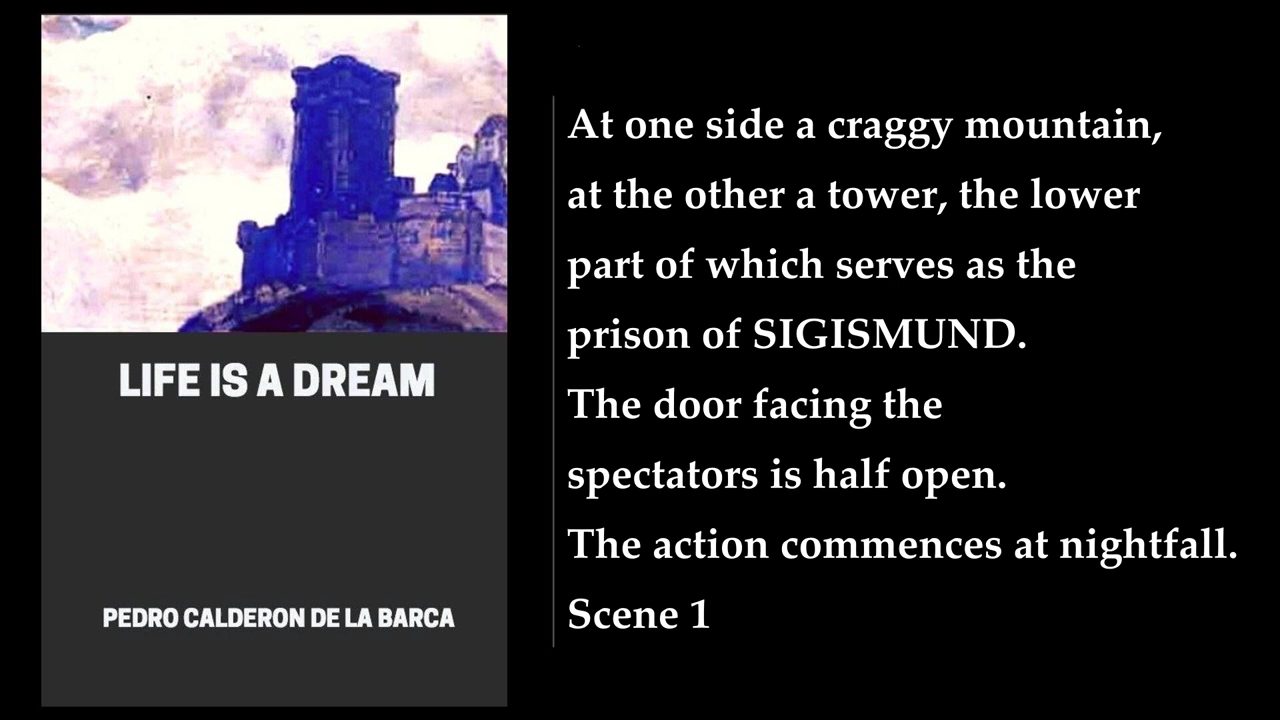 LIFE IS A DREAM
PEDRO CALDERON DE LA BARCA
At one side a craggy mountain,
at the other a tower, the lower
part of which serves as the
prison of SIGISMUND.
The door facing the
spectators is half open.
The action commences at nightfall.
Scene 1